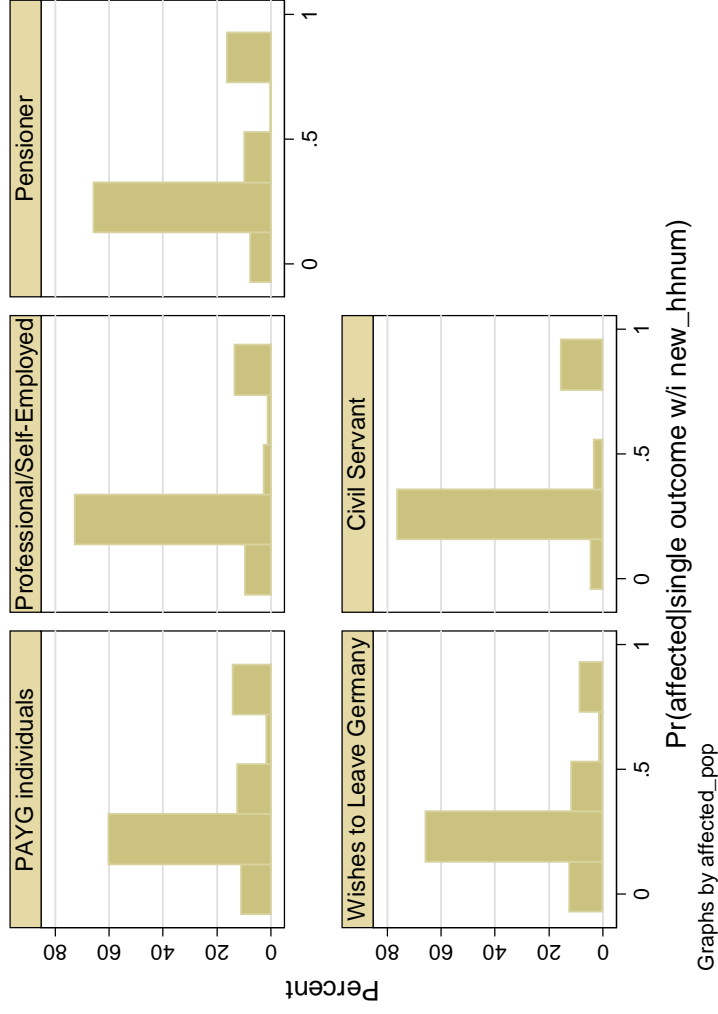 PAYG individuals
Professional/Self-Employed
Pensioner
Wishes to Leave Germany
Civil Servant
0 20 40 60 80
0 20 40 60 80
0 .5 1
0 .5 1
0 .5 1
Percent
Pr(affected|single outcome w/i new_hhnum)
Graphs by affected_pop